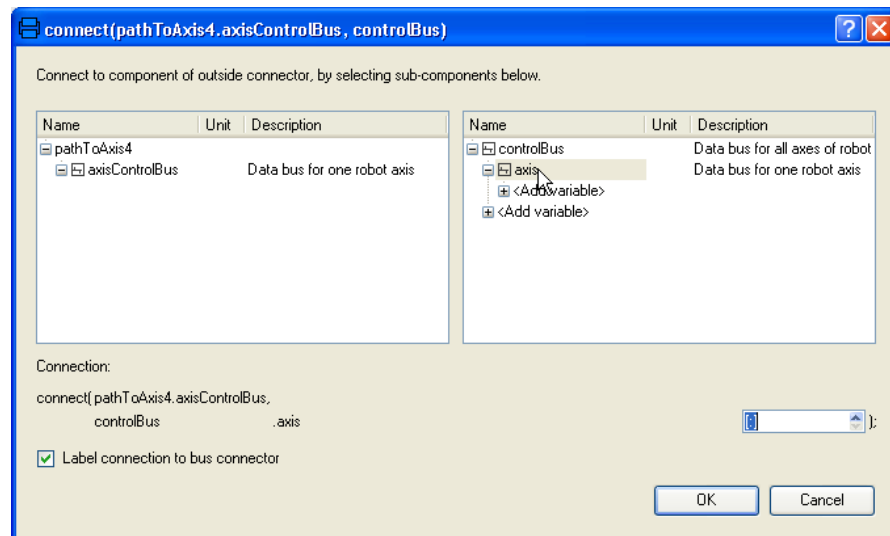 connect(pathToAxis4.axisControlBus, controlBus)
Connect to component of outside connector, by selecting sub-components below.
Name Unit Description
pathToAxis4
axisControlBus Data bus for one robot axis
Name Unit Description
controlBus Data bus for all axes of robot
axis Data bus for one robot axis
<Add variable>
<Add variable>
Connection:
connect( pathToAxis4.axisControlBus,
controlBus .axis [:] );
Label connection to bus connector
OK Cancel